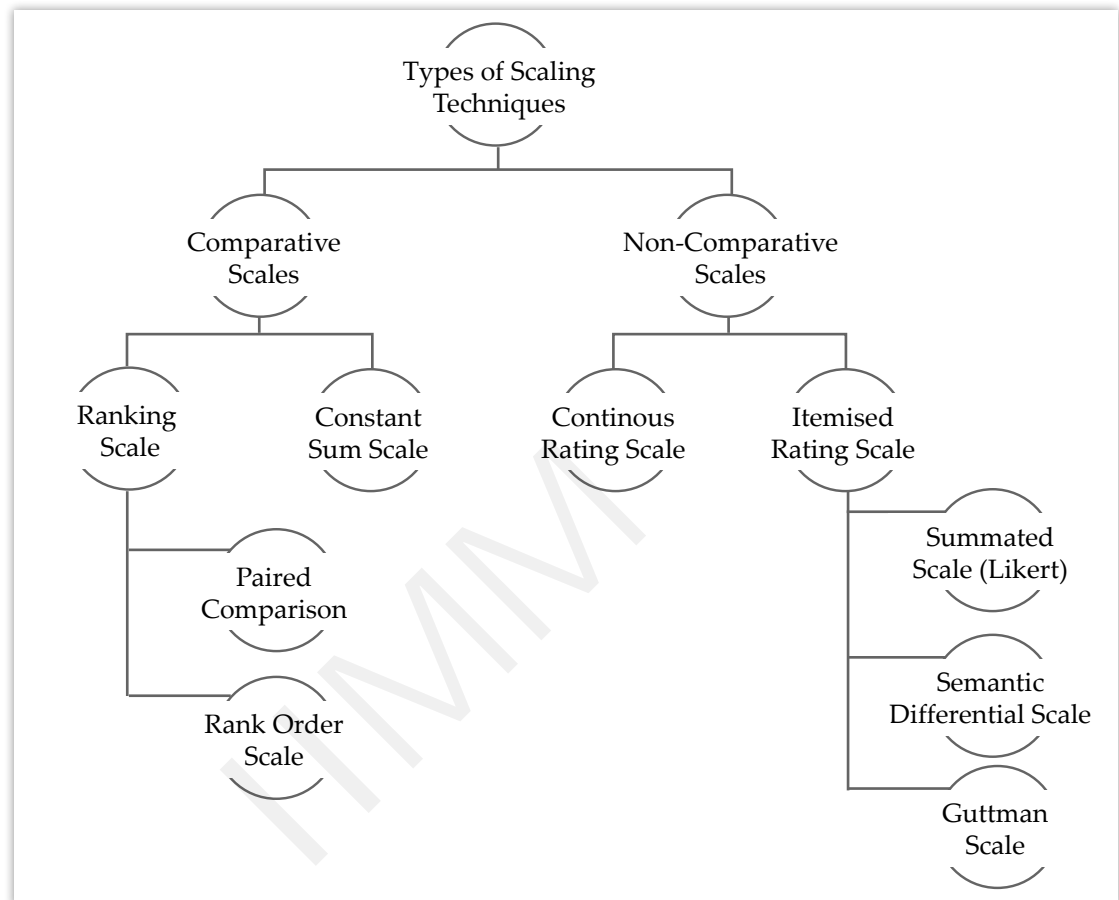 Types of Scaling
Techniques
Comparative
Scales
Non-Comparative
Scales
Ranking
Scale
Constant
Sum Scale
Continous
Rating Scale
Itemised
Rating Scale
Paired
Comparison
Rank Order
Scale
Summated
Scale (Likert)
Semantic
Differential Scale
Guttman
Scale